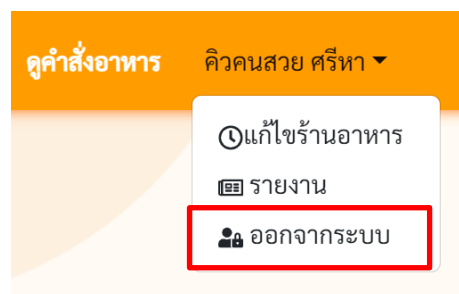 ดูคำสั่งอาหาร คิวคนสวย ศรีหา
แก้ไขร้านอาหาร
รายงาน
ออกจากระบบ